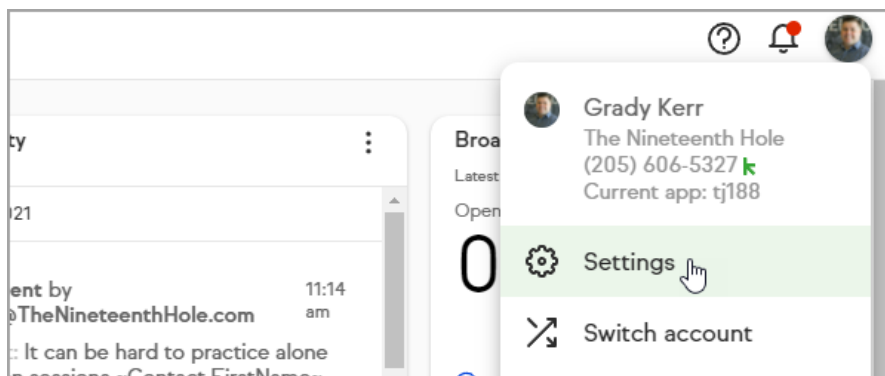 Grady Kerr
The Nineteenth Hole
(205) 606-5327
Current app: tj188
ty
Broa
Latest
Open
021
0
Settings
ent by
11:14
am
@TheNineteenthHole.com
Switch account
: It can be hard to practice alone